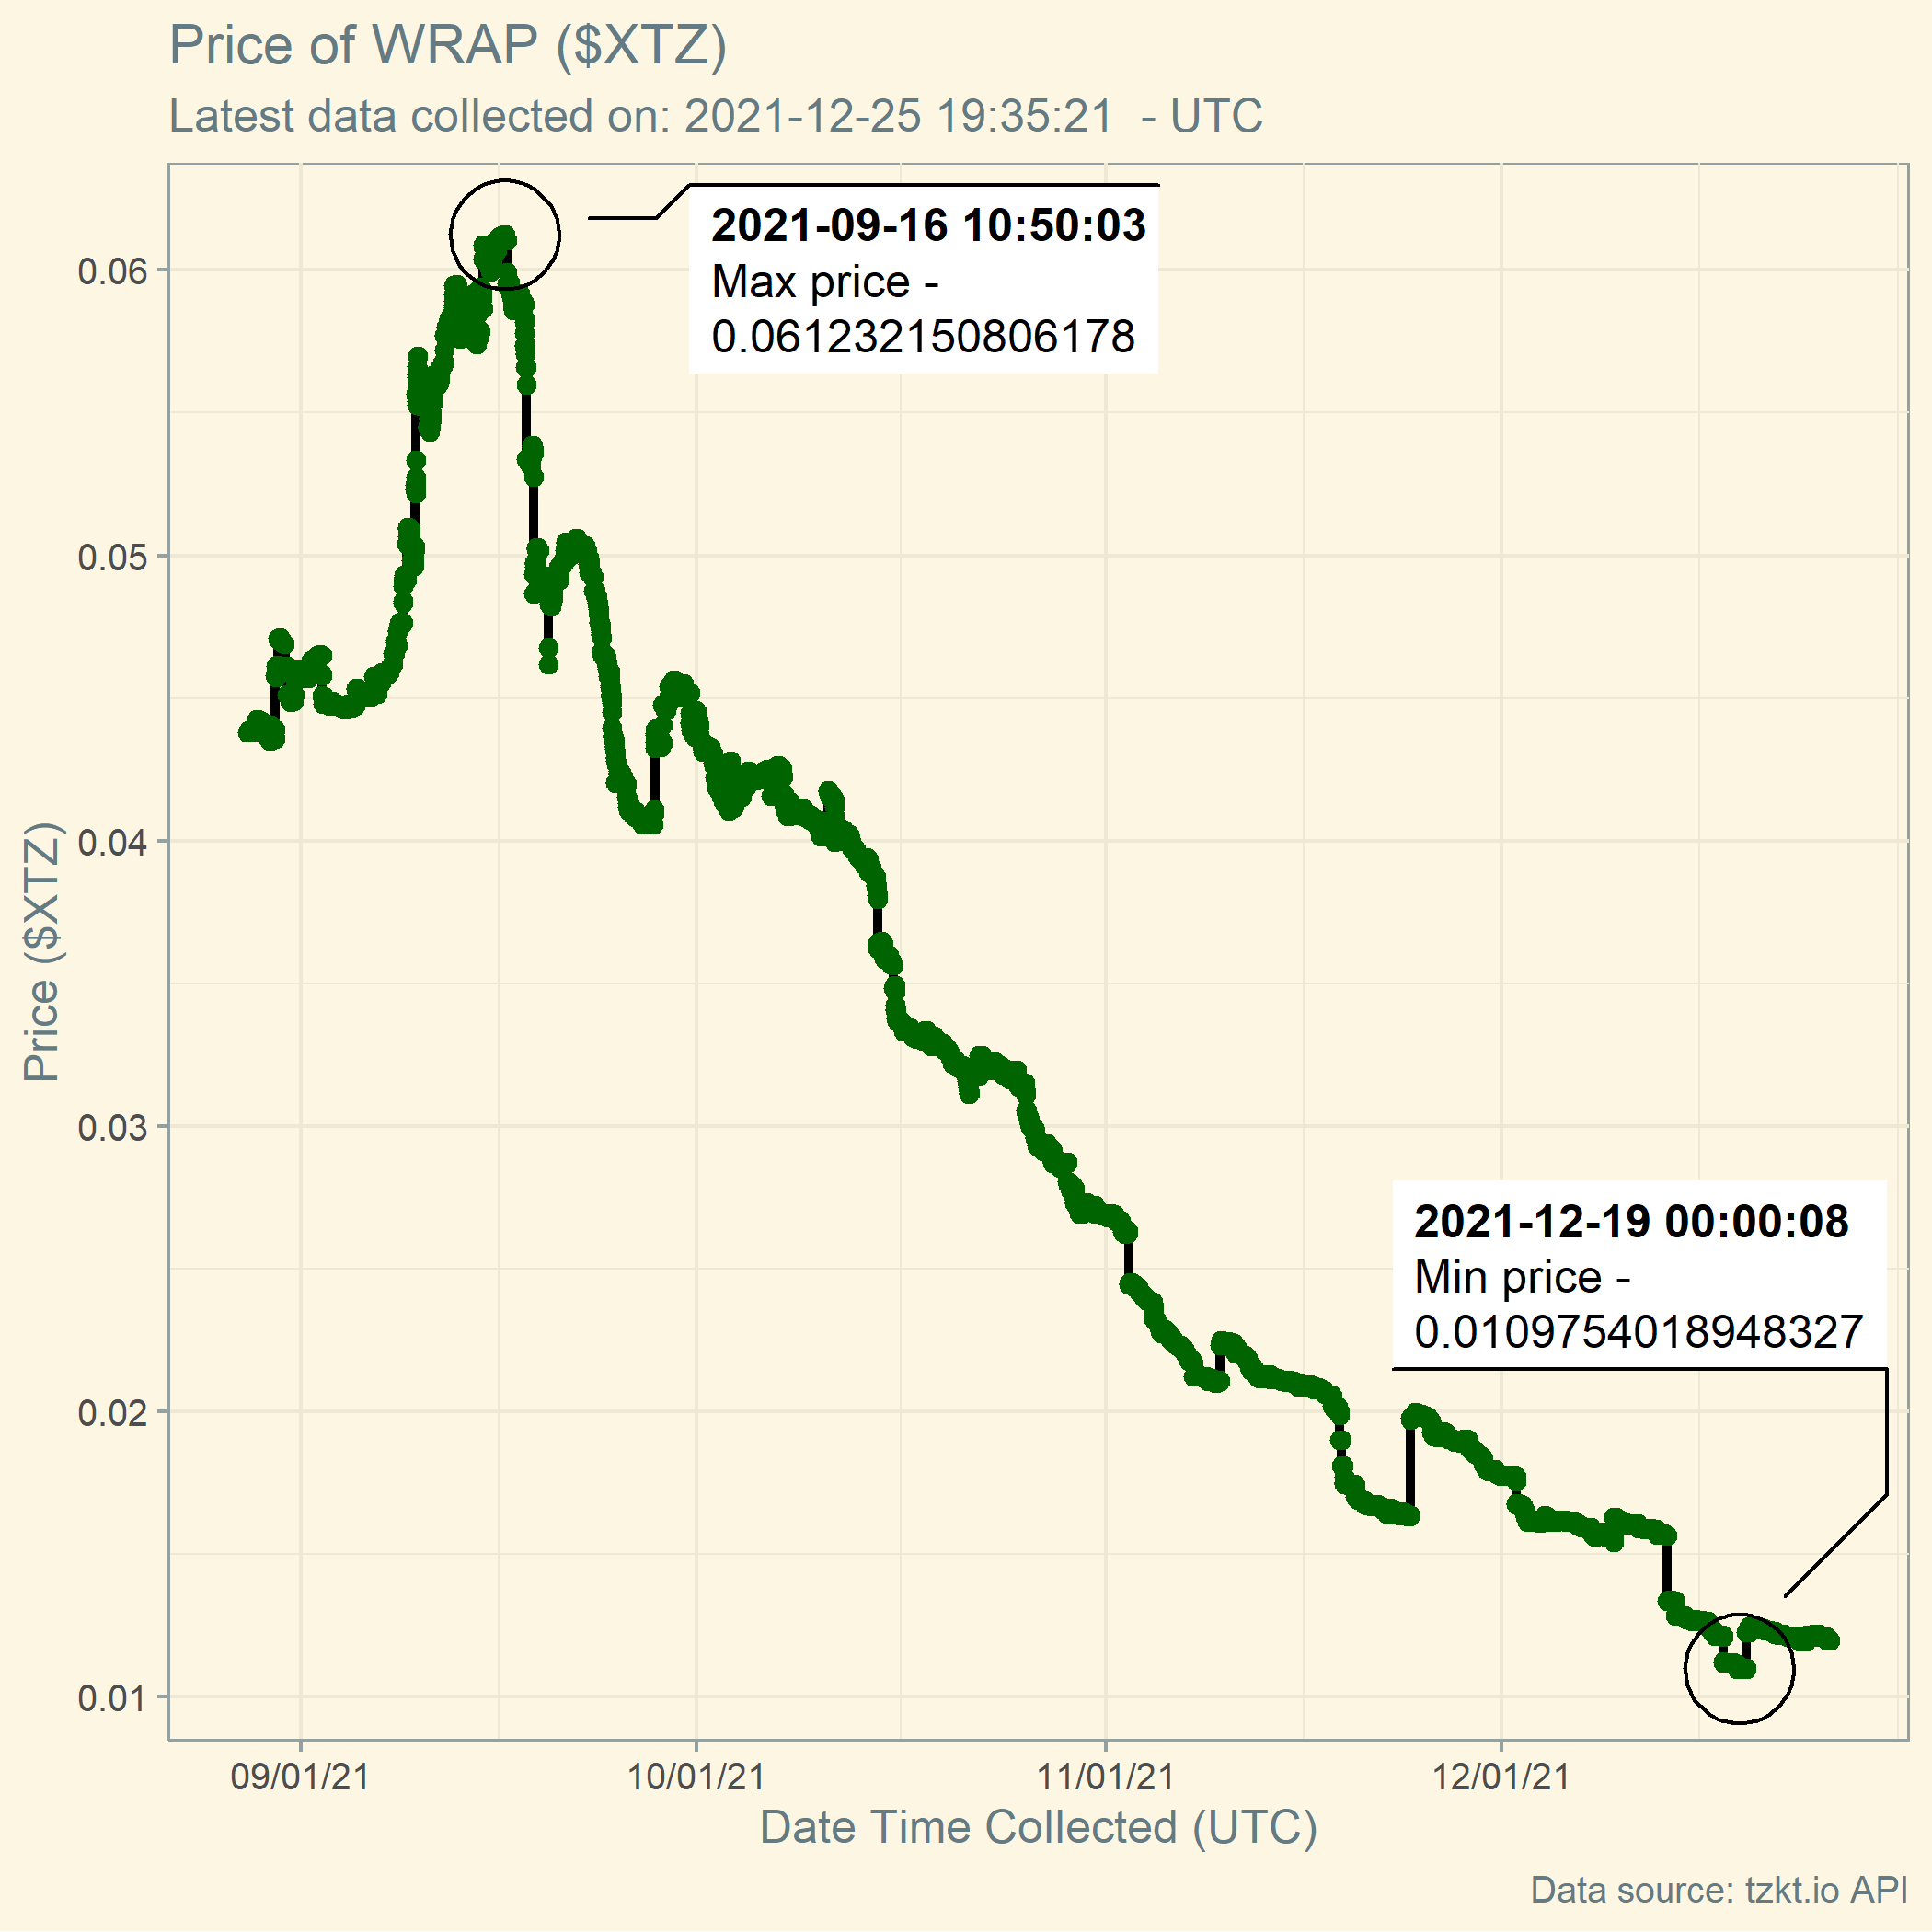 Price of WRAP ($XTZ)
Latest data collected on: 2021-12-25 19:35:21  - UTC
2021-09-16 10:50:03
Max price -
0.061232150806178
2021-12-19 00:00:08
Min price -
0.0109754018948327
Price ($XTZ)
0.06
0.05
0.04
0.03
0.02
0.01
09/01/21
10/01/21
11/01/21
12/01/21
Date Time Collected (UTC)
Data source: tzkt.io API